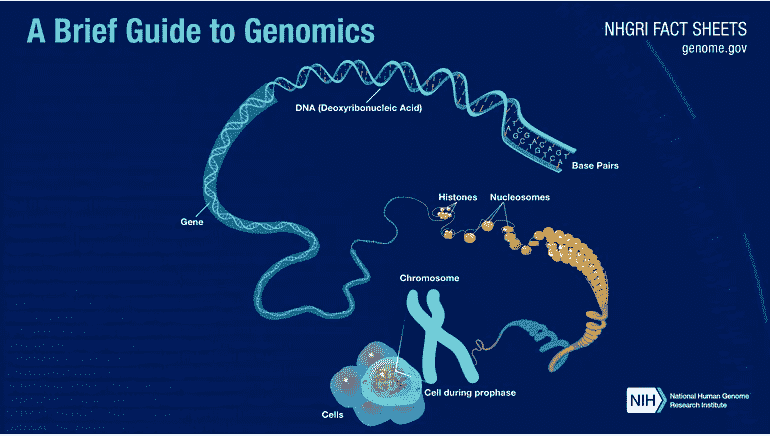 A Brief Guide to Genomics
NHGRI FACT SHEETS
genome.gov
DNA (Deoxyribonucleic Acid)
Base Pairs
Gene
Histones
Nucleosomes
Chromosome
Cell during prophase
Cells
NIH
National Human Genome
Research Institute